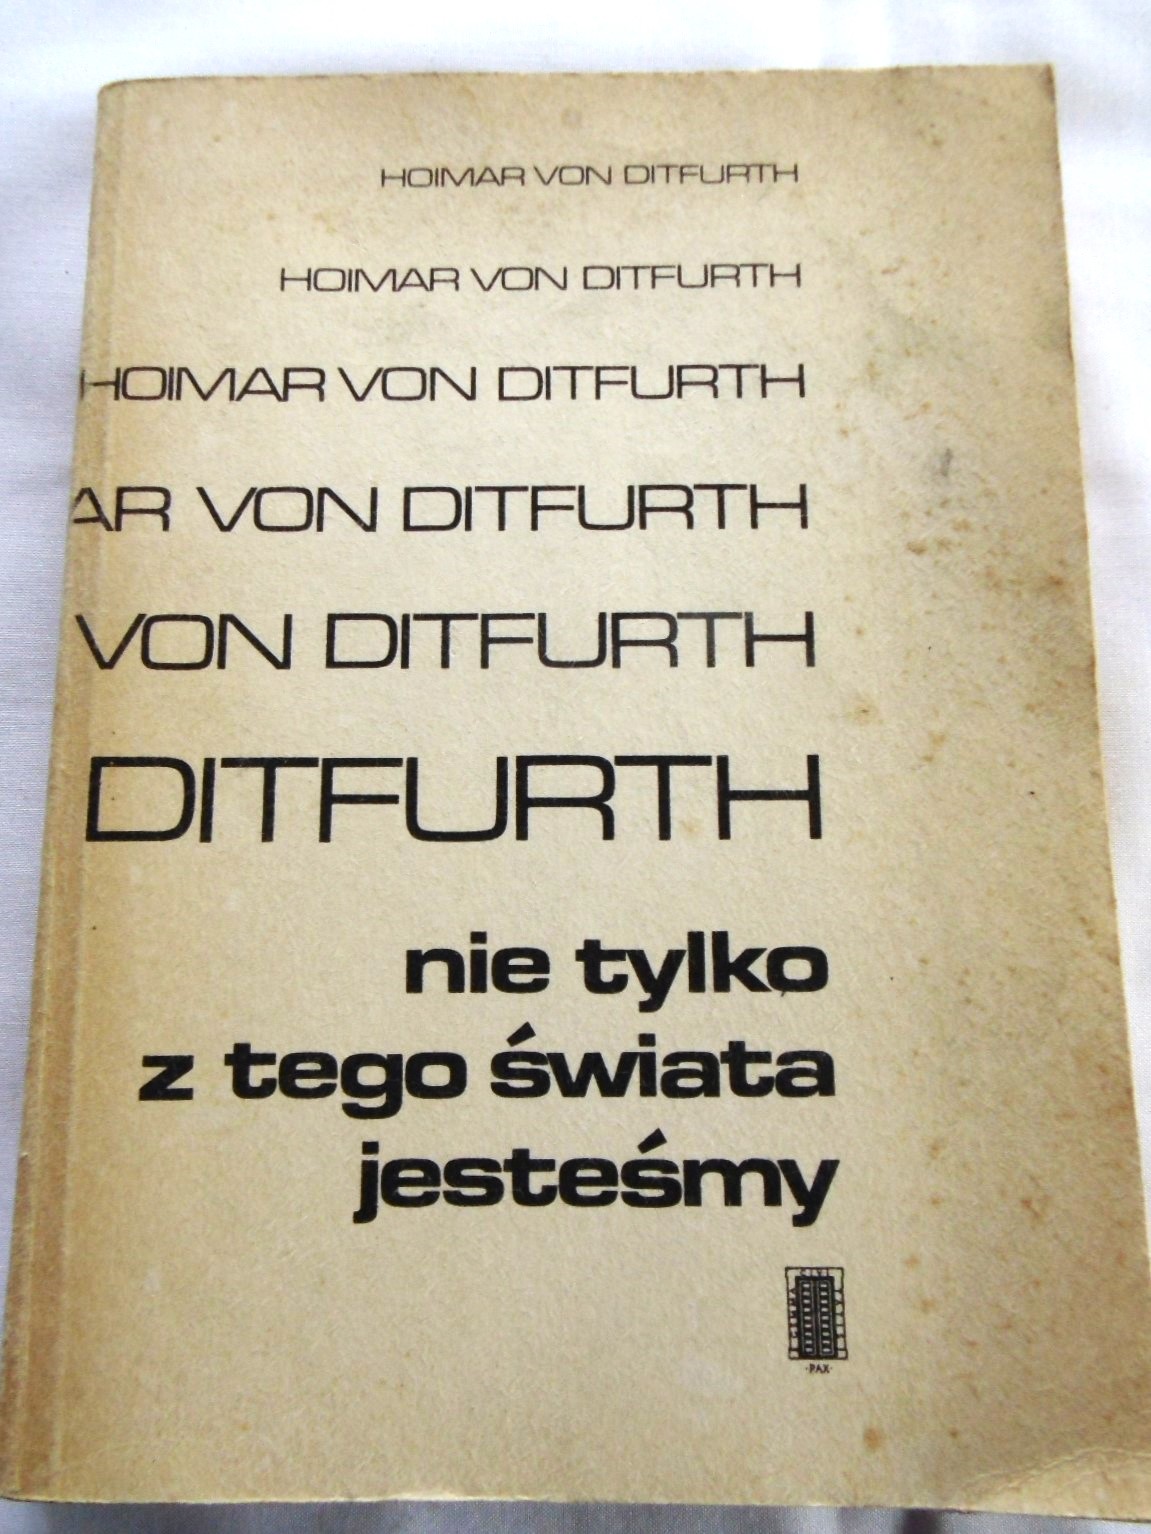 HOIMAR VON DITFURTH
HOIMAR VON DITFURTH
HOIMAR VON DITFURTH
AR VON DITFURTH
VON DITFURTH
DITFURTH
nie tylko
z tego świata
jesteśmy
·PAX·